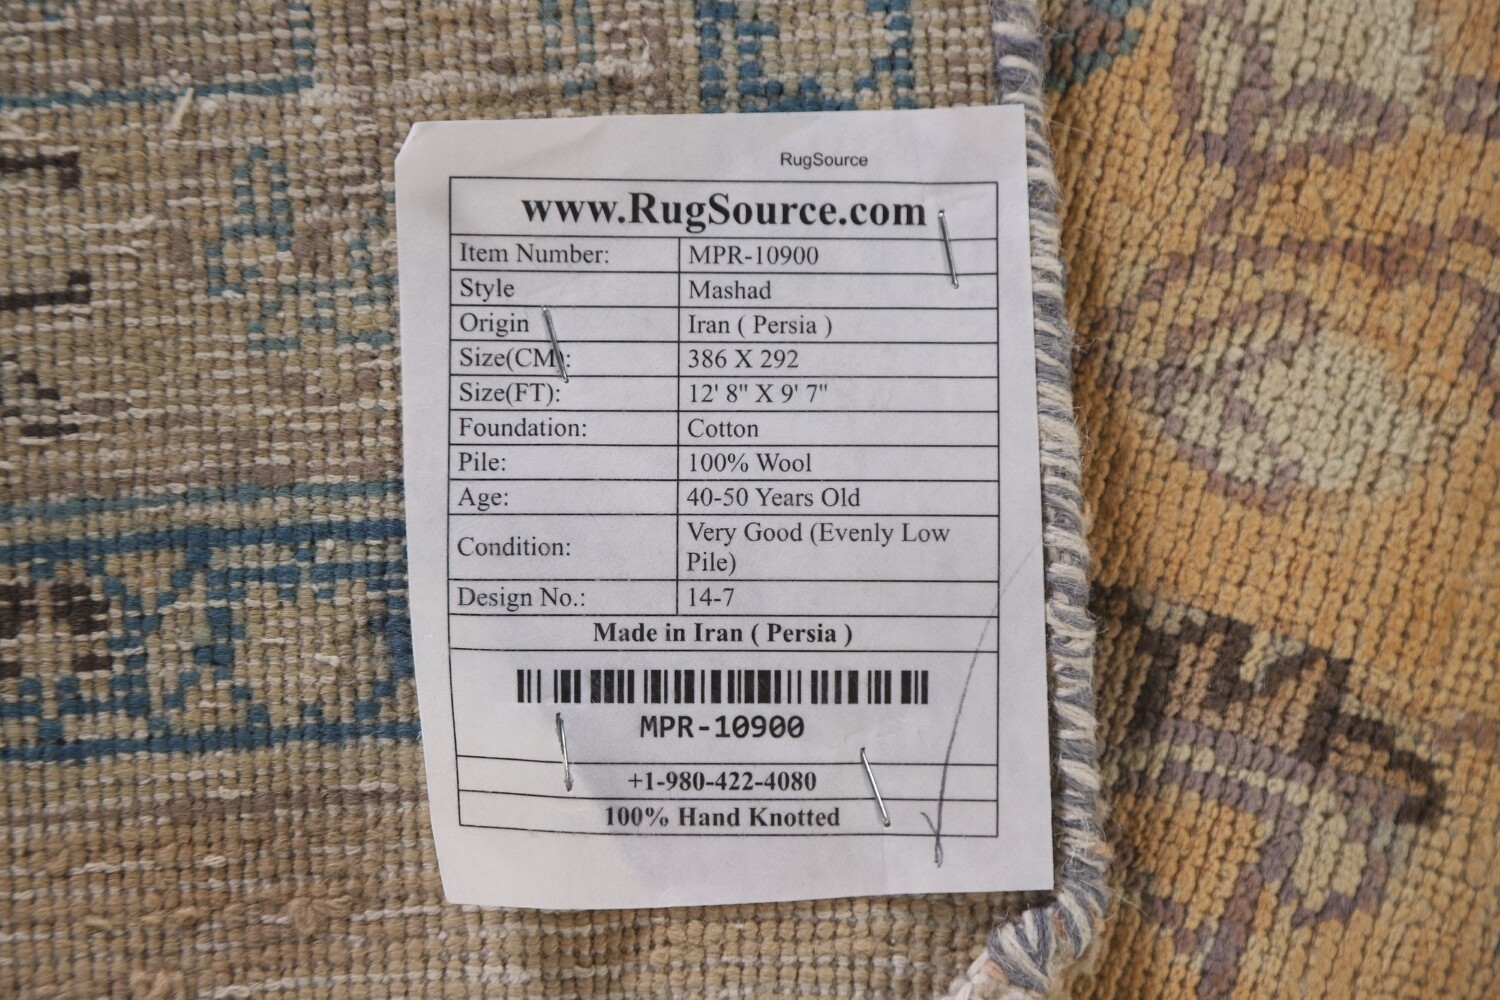 RugSource
www.RugSource.com
Item Number: MPR-10900
Style Mashad
Origin Iran ( Persia )
Size(CM): 386 X 292
Size(FT): 12' 8" X 9' 7"
Foundation: Cotton
Pile: 100% Wool
Age: 40-50 Years Old
Condition: Very Good (Evenly Low
Pile)
Design No.: 14-7
Made in Iran ( Persia )
MPR-10900
+1-980-422-4080
100% Hand Knotted